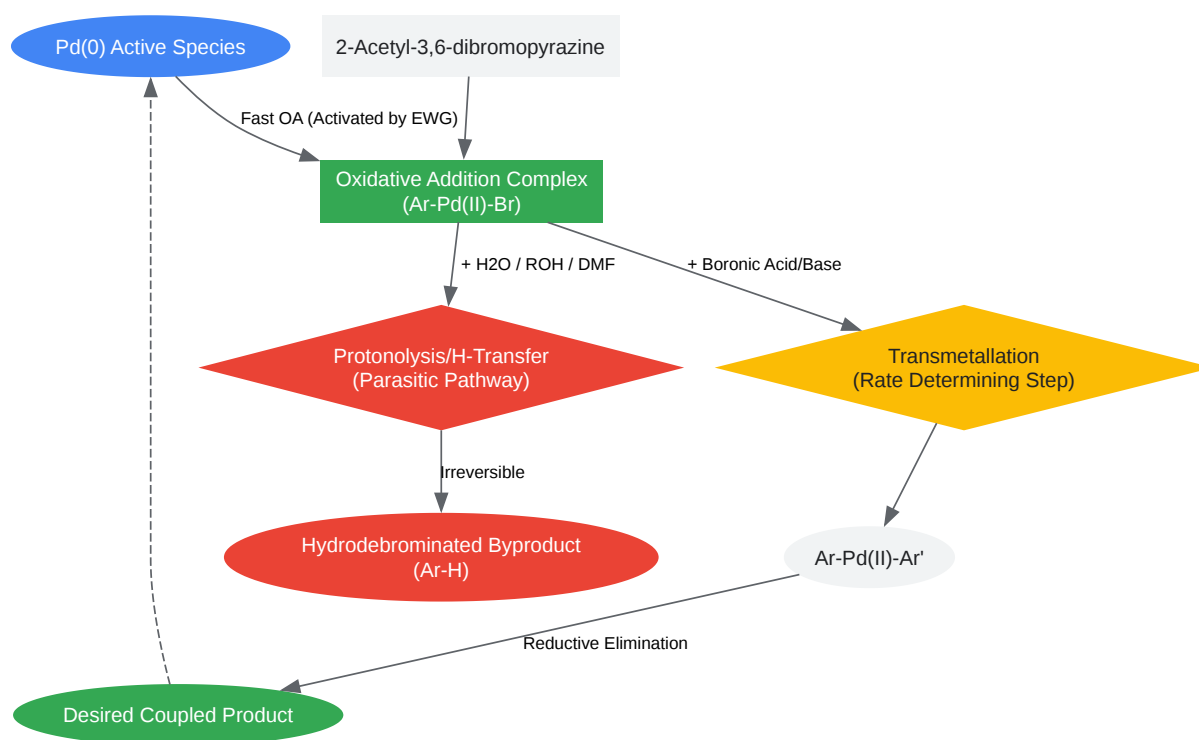 Pd(0) Active Species
2-Acetyl-3,6-dibromopyrazine
Fast OA (Activated by EWG)
Oxidative Addition Complex
(Ar-Pd(II)-Br)
+ H2O / ROH / DMF
+ Boronic Acid/Base
Protonolysis/H-Transfer
(Parasitic Pathway)
Transmetallation
(Rate Determining Step)
Irreversible
Hydrodebrominated Byproduct
(Ar-H)
Ar-Pd(II)-Ar'
Reductive Elimination
Desired Coupled Product